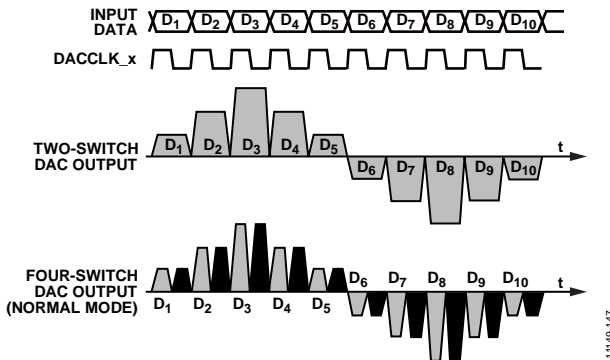 INPUT
DATA
D1 D2 D3 D4 D5 D6 D7 D8 D9 D10
DACCLK_x
TWO-SWITCH
DAC OUTPUT
D1 D2 D3 D4 D5
t
D6 D7 D8 D9 D10
FOUR-SWITCH
DAC OUTPUT
(NORMAL MODE)
D6 D7 D8 D9 D10
t
D1 D2 D3 D4 D5
11149-147